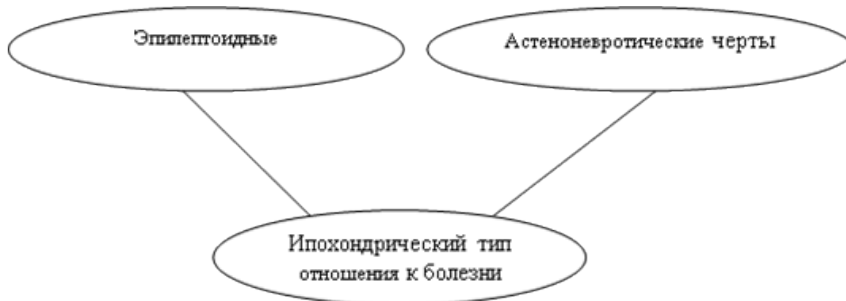 Эпилептоидные
Астеноневротические черты
Ипохондрический тип
отношения к болезни